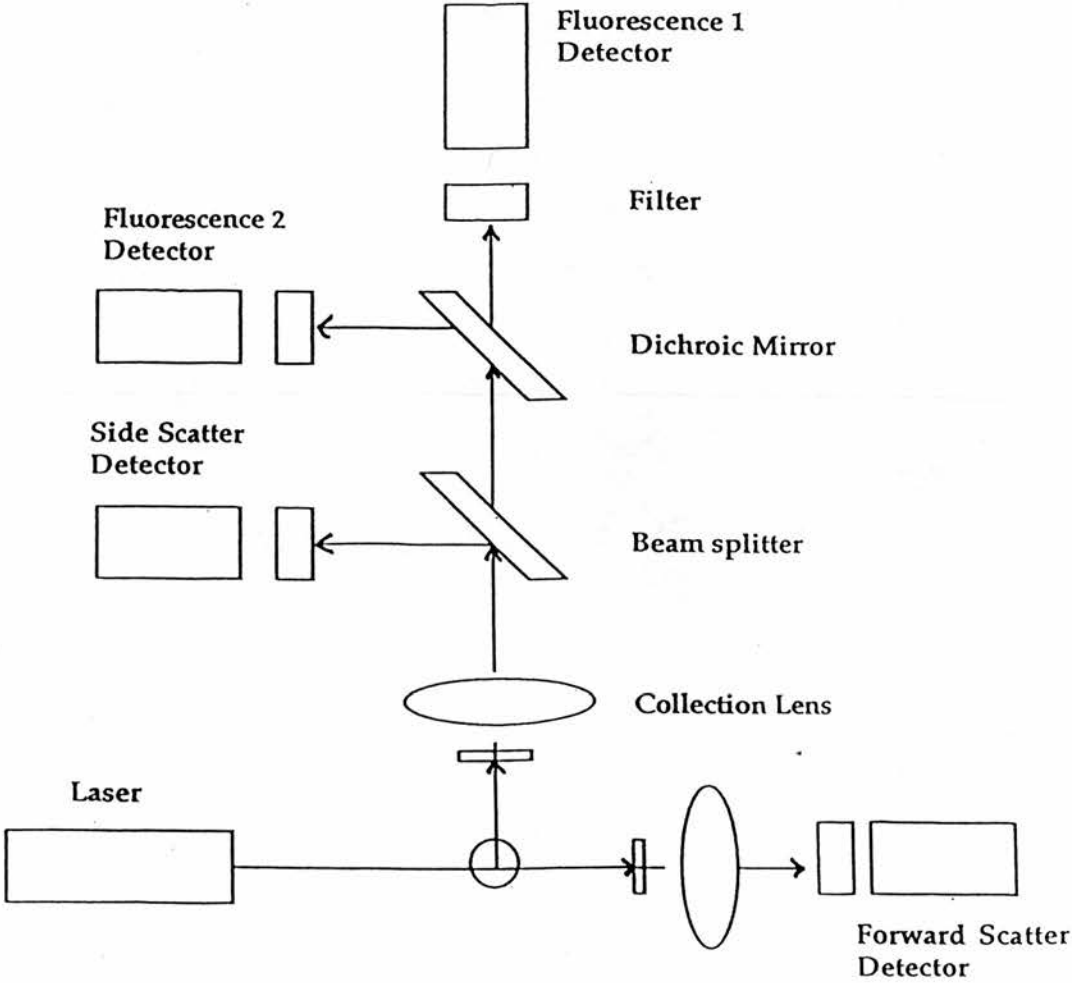 Fluorescence 1
Detector
Filter
Fluorescence 2
Detector
Dichroic Mirror
Side Scatter
Detector
Beam splitter
Collection Lens
Laser
Forward Scatter
Detector